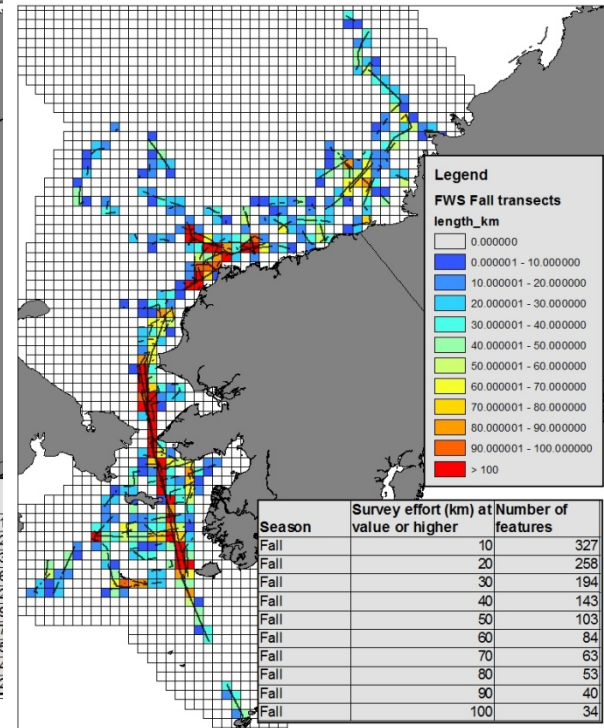 Legend
FWS Fall transects
length_km
0.000000
0.000001 - 10.000000
10.000001 - 20.000000
20.000001 - 30.000000
30.000001 - 40.000000
40.000001 - 50.000000
50.000001 - 60.000000
60.000001 - 70.000000
70.000001 - 80.000000
80.000001 - 90.000000
90.000001 - 100.000000
> 100
Season Survey effort (km) at value or higher Number of features
Fall 10 327
Fall 20 258
Fall 30 194
Fall 40 143
Fall 50 103
Fall 60 84
Fall 70 63
Fall 80 53
Fall 90 40
Fall 100 34